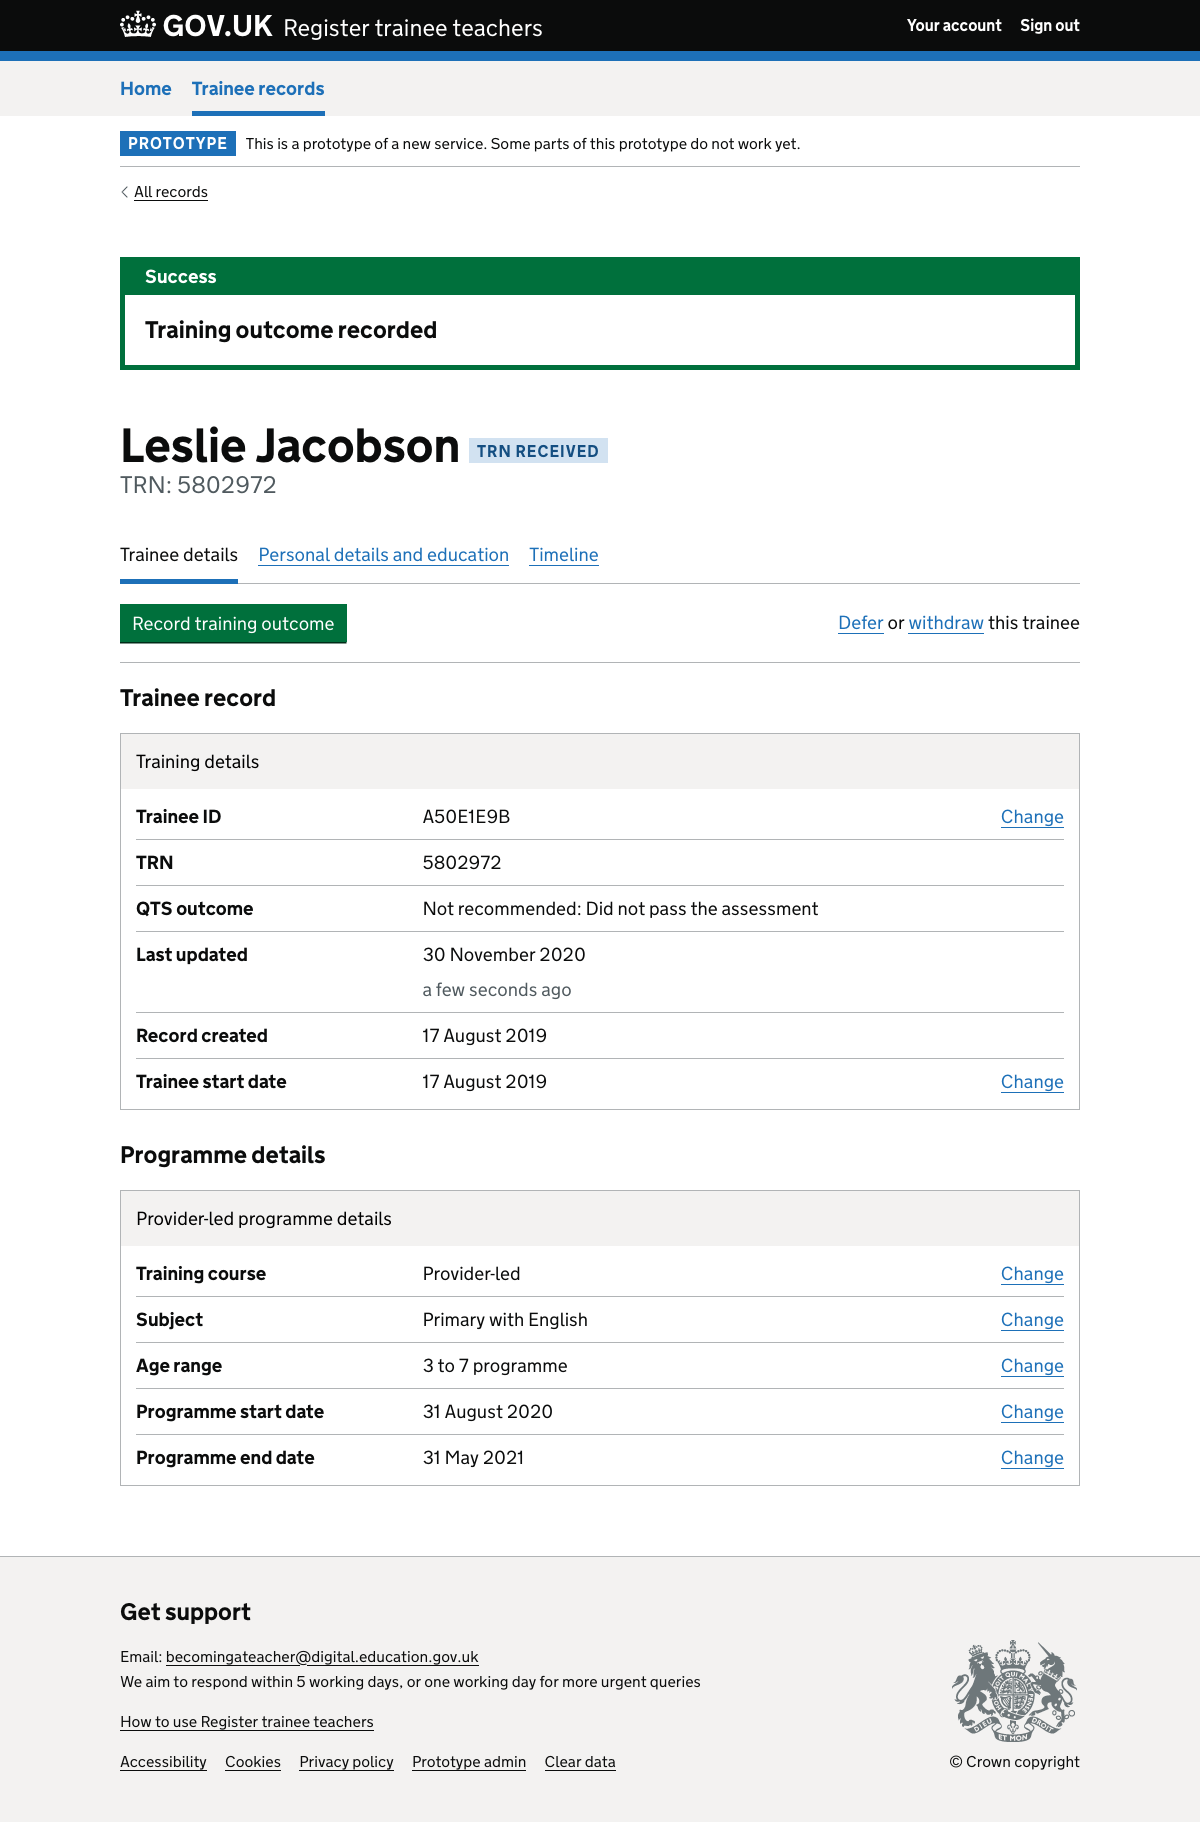 GOV.UK Register trainee teachers Your account Sign out
Home Trainee records
PROTOTYPE This is a prototype of a new service. Some parts of this prototype do not work yet.
All records
Success
Training outcome recorded
Leslie Jacobson TRN RECEIVED
TRN: 5802972
Trainee details Personal details and education Timeline
Record training outcome Defer or withdraw this trainee
Trainee record
Training details
Trainee ID A50E1E9B Change
TRN 5802972
QTS outcome Not recommended: Did not pass the assessment
Last updated 30 November 2020
a few seconds ago
Record created 17 August 2019
Trainee start date 17 August 2019 Change
Programme details
Provider-led programme details
Training course Provider-led Change
Subject Primary with English Change
Age range 3 to 7 programme Change
Programme start date 31 August 2020 Change
Programme end date 31 May 2021 Change
Get support
Email: becomingateacher@digital.education.gov.uk
We aim to respond within 5 working days, or one working day for more urgent queries
How to use Register trainee teachers
DIEU ET MON DROIT
Accessibility Cookies Privacy policy Prototype admin Clear data © Crown copyright